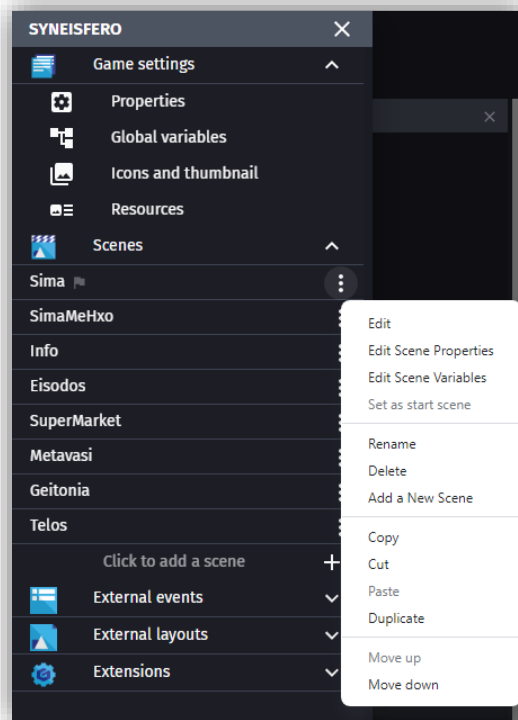 SYNEISFERO
Game settings
Properties
Global variables
Icons and thumbnail
Resources
Scenes
Sima
SimaMeHxo
Info
Eisodos
SuperMarket
Metavasi
Geitonia
Telos
Click to add a scene
External events
External layouts
Extensions
Edit
Edit Scene Properties
Edit Scene Variables
Set as start scene
Rename
Delete
Add a New Scene
Copy
Cut
Paste
Duplicate
Move up
Move down